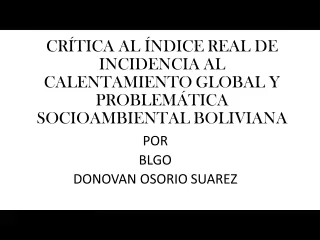 CRÍTICA AL ÍNDICE REAL DE
INCIDENCIA AL
CALENTAMIENTO GLOBAL Y
PROBLEMÁTICA
SOCIOAMBIENTAL BOLIVIANA
POR
BLGO
DONOVAN OSORIO SUAREZ